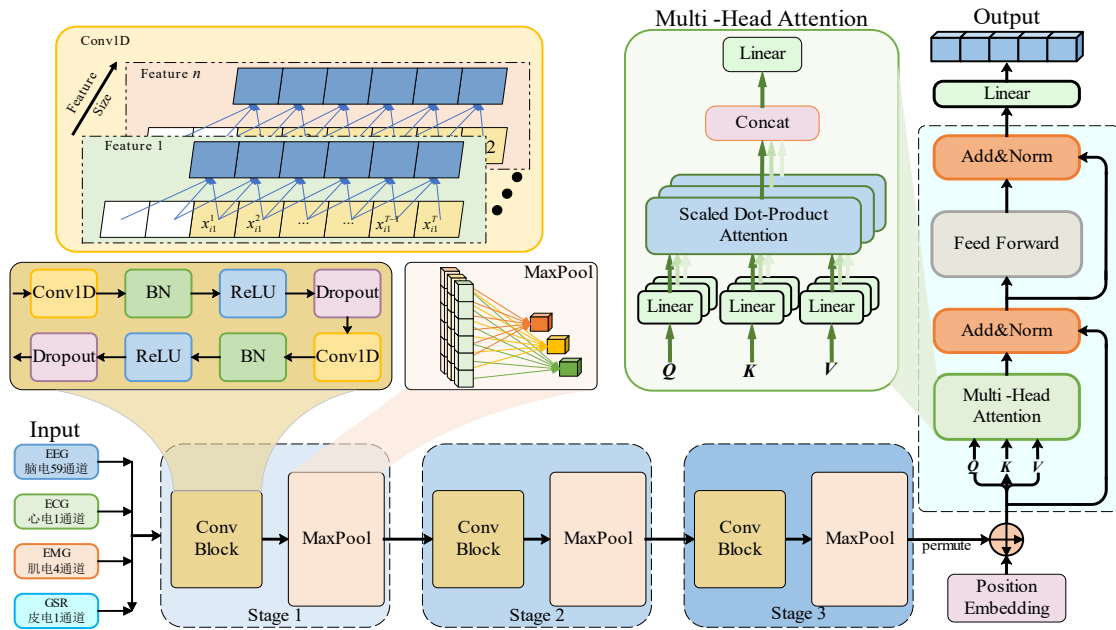 Conv1D
Feature
Size
Feature n
2
Feature 1
x_{i1}^{1} x_{i1}^{2} ... ... x_{i1}^{T-1} x_{i1}^{T}
Conv1D BN ReLU Dropout
Dropout ReLU BN Conv1D
MaxPool
Multi -Head Attention
Linear
Concat
Scaled Dot-Product
Attention
Linear Linear Linear
Q K V
Output
Linear
Add&Norm
Feed Forward
Add&Norm
Multi -Head
Attention
Q K V
permute
Position
Embedding
Input
EEG
脑电59通道
ECG
心电1通道
EMG
肌电4通道
GSR
皮电1通道
Conv
Block
MaxPool
Stage 1
Conv
Block
MaxPool
Stage 2
Conv
Block
MaxPool
Stage 3